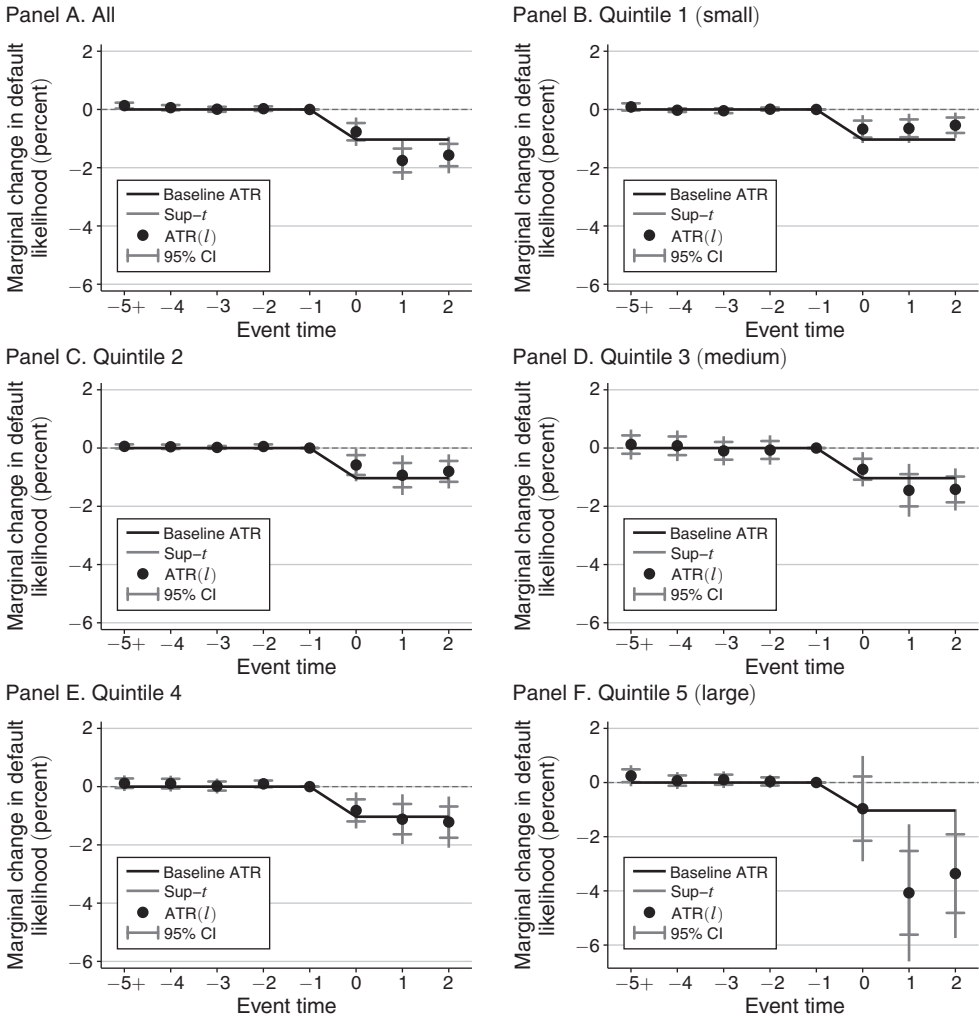 Panel A. All
Marginal change in default
likelihood (percent)
2
0
−2
−4
−6
Baseline ATR
Sup−t
ATR(l)
95% CI
−5+ −4 −3 −2 −1 0 1 2
Event time
Panel B. Quintile 1 (small)
Marginal change in default
likelihood (percent)
2
0
−2
−4
−6
Baseline ATR
Sup−t
ATR(l)
95% CI
−5+ −4 −3 −2 −1 0 1 2
Event time
Panel C. Quintile 2
Marginal change in default
likelihood (percent)
2
0
−2
−4
−6
Baseline ATR
Sup−t
ATR(l)
95% CI
−5+ −4 −3 −2 −1 0 1 2
Event time
Panel D. Quintile 3 (medium)
Marginal change in default
likelihood (percent)
2
0
−2
−4
−6
Baseline ATR
Sup−t
ATR(l)
95% CI
−5+ −4 −3 −2 −1 0 1 2
Event time
Panel E. Quintile 4
Marginal change in default
likelihood (percent)
2
0
−2
−4
−6
Baseline ATR
Sup−t
ATR(l)
95% CI
−5+ −4 −3 −2 −1 0 1 2
Event time
Panel F. Quintile 5 (large)
Marginal change in default
likelihood (percent)
2
0
−2
−4
−6
Baseline ATR
Sup−t
ATR(l)
95% CI
−5+ −4 −3 −2 −1 0 1 2
Event time